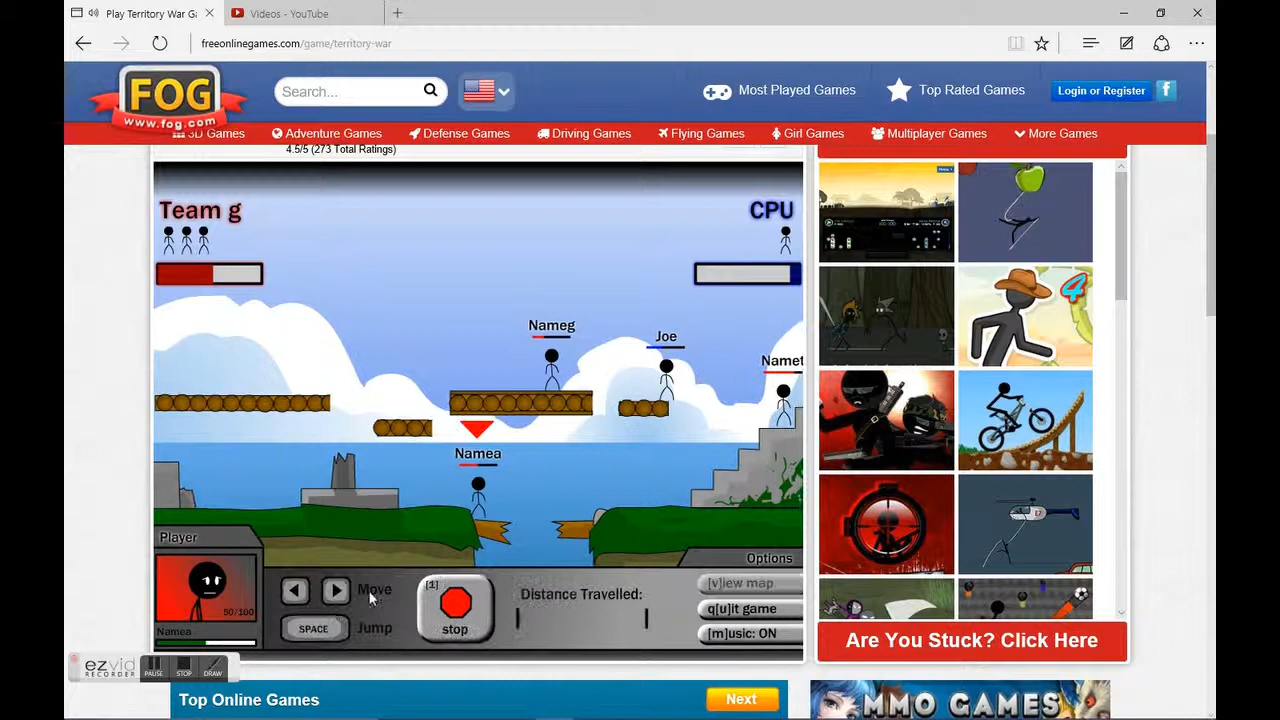 Play Territory War G
Videos - YouTube
freeonlinegames.com/game/territory-war
FOG
www.fog.com
Search...
Most Played Games
Top Rated Games
Login or Register
f
3D Games
Adventure Games
Defense Games
Driving Games
Flying Games
Girl Games
Multiplayer Games
More Games
4.5/5 (273 Total Ratings)
Team g
CPU
Nameg
Joe
Namet
Namea
4
Player
50/100
Namea
Move
SPACE
Jump
[1]
stop
Distance Travelled:
Options
[v]iew map
q[u]it game
[m]usic: ON
Are You Stuck? Click Here
ezvid
RECORDER
PAUSE
STOP
DRAW
Top Online Games
Next
MMO GAMES